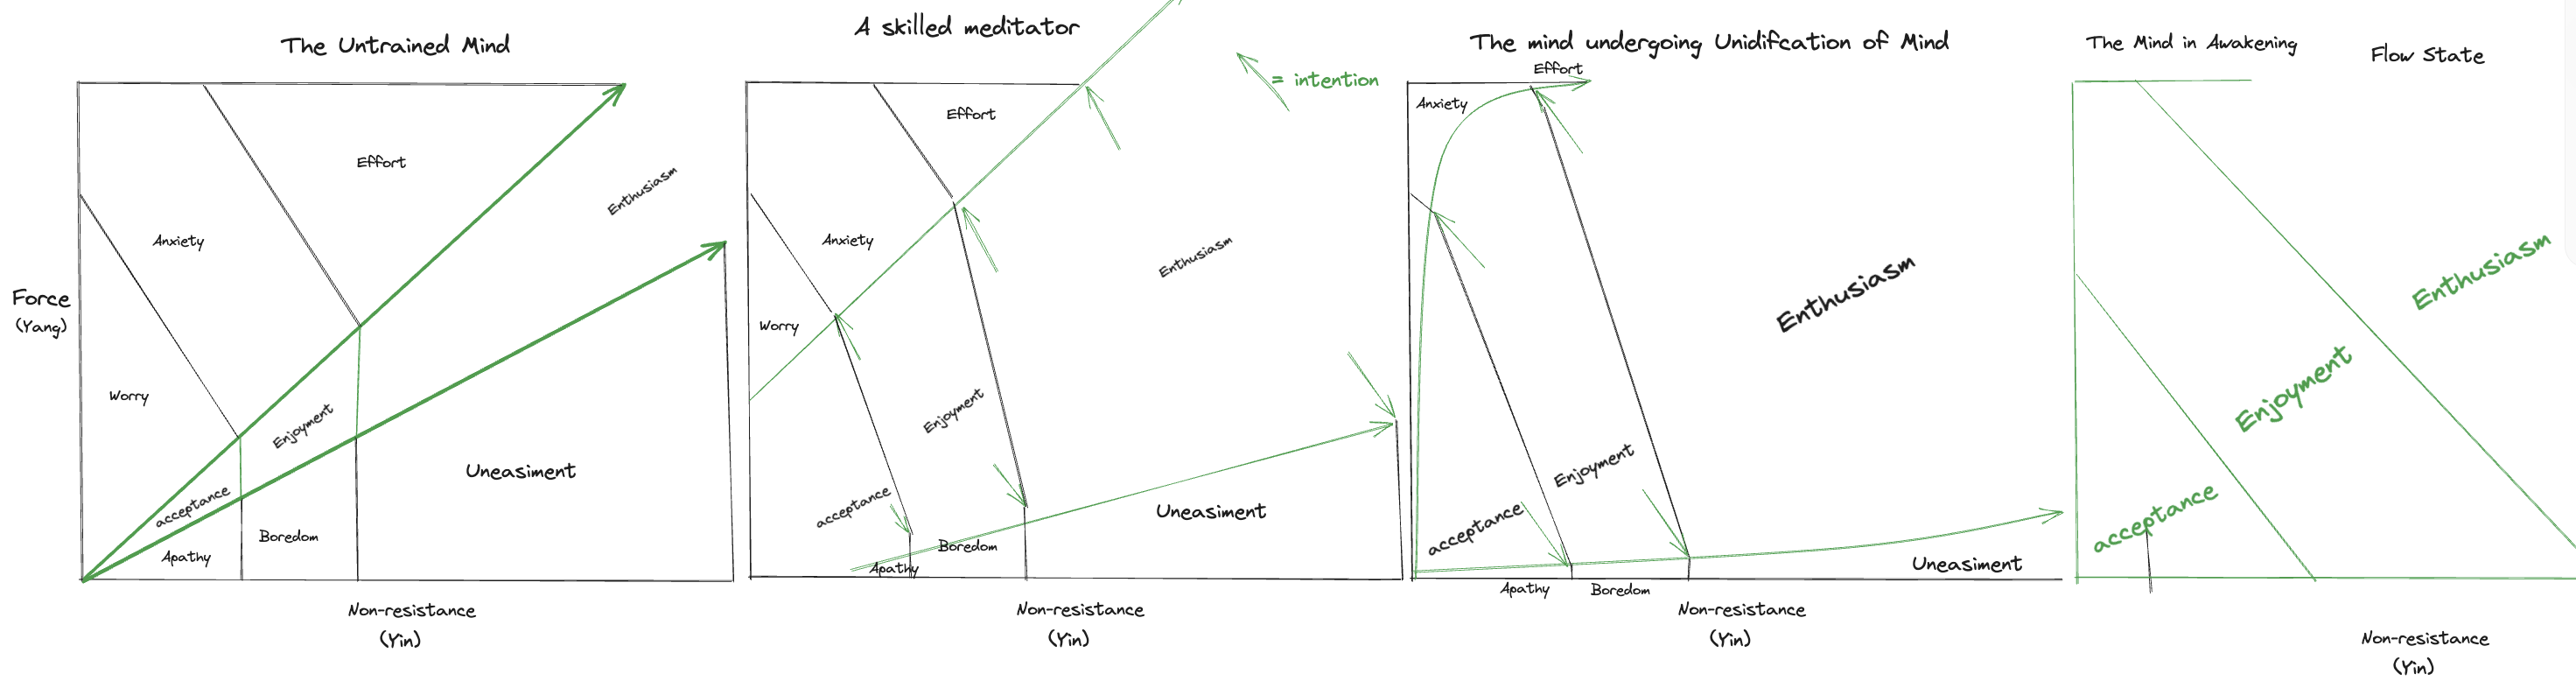 The Untrained Mind
Effort
Enthusiasm
Anxiety
Force
(Yang)
Worry
Enjoyment
Uneasiment
acceptance
Boredom
Apathy
Non-resistance
(Yin)
A skilled meditator
= intention
Effort
Anxiety
Enthusiasm
Worry
Enjoyment
acceptance
Uneasiment
Boredom
Apathy
Non-resistance
(Yin)
The mind undergoing Unidifcation of Mind
Effort
Anxiety
Enthusiasm
Enjoyment
acceptance
Uneasiment
Apathy
Boredom
Non-resistance
(Yin)
The Mind in Awakening
Flow State
Enthusiasm
Enjoyment
acceptance
Non-resistance
(Yin)